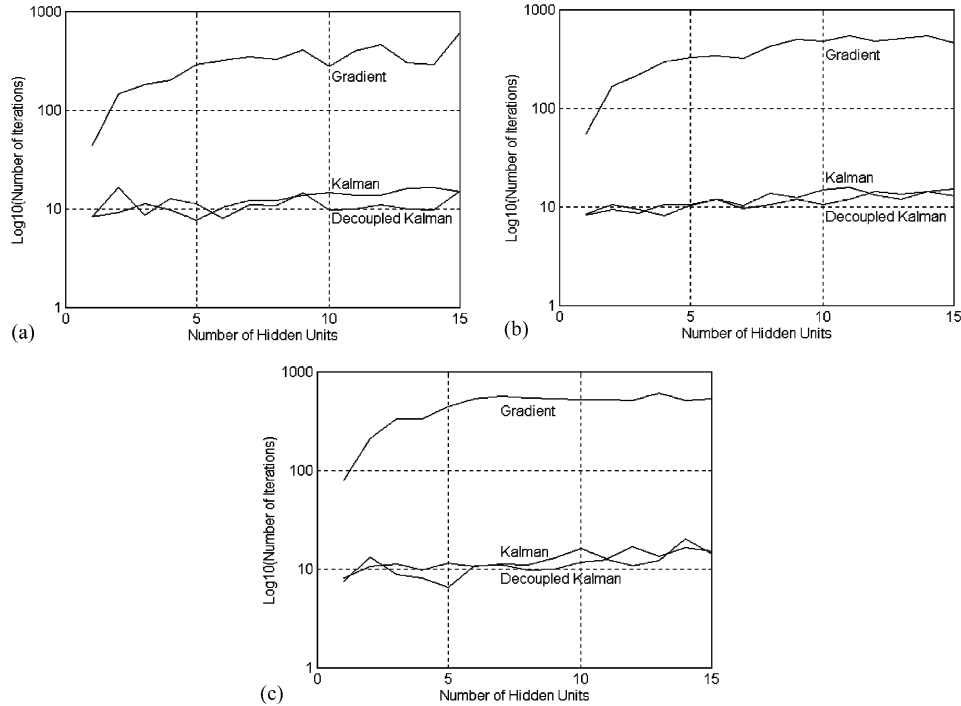 1000
100
10
1
Log10(Number of Iterations)
Gradient
Kalman
Decoupled Kalman
0
5
10
15
Number of Hidden Units
(a)
1000
100
10
1
Log10(Number of Iterations)
Gradient
Kalman
Decoupled Kalman
0
5
10
15
Number of Hidden Units
(b)
1000
100
10
1
Log10(Number of Iterations)
Gradient
Kalman
Decoupled Kalman
0
5
10
15
Number of Hidden Units
(c)